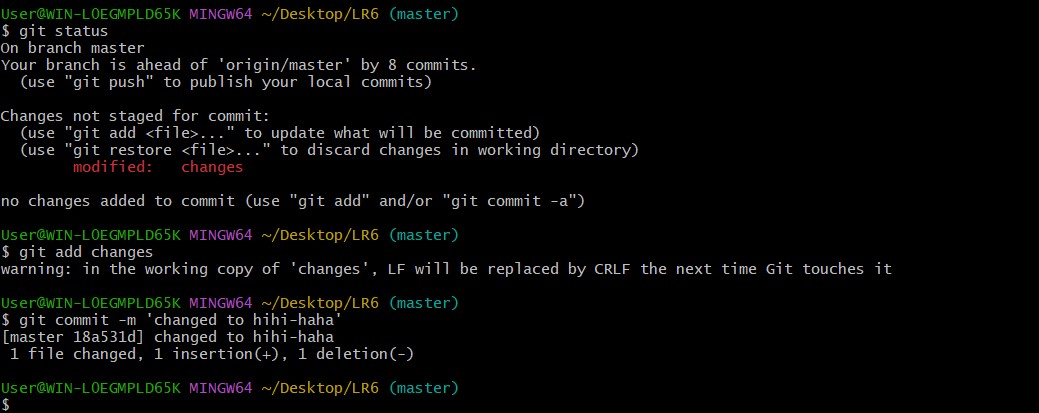 User@WIN-LOEGMPLD65K MINGW64 ~/Desktop/LR6 (master)
$ git status
On branch master
Your branch is ahead of 'origin/master' by 8 commits.
  (use "git push" to publish your local commits)

Changes not staged for commit:
  (use "git add <file>..." to update what will be committed)
  (use "git restore <file>..." to discard changes in working directory)
        modified:   changes

no changes added to commit (use "git add" and/or "git commit -a")

User@WIN-LOEGMPLD65K MINGW64 ~/Desktop/LR6 (master)
$ git add changes
warning: in the working copy of 'changes', LF will be replaced by CRLF the next time Git touches it

User@WIN-LOEGMPLD65K MINGW64 ~/Desktop/LR6 (master)
$ git commit -m 'changed to hihi-haha'
[master 18a531d] changed to hihi-haha
 1 file changed, 1 insertion(+), 1 deletion(-)

User@WIN-LOEGMPLD65K MINGW64 ~/Desktop/LR6 (master)
$